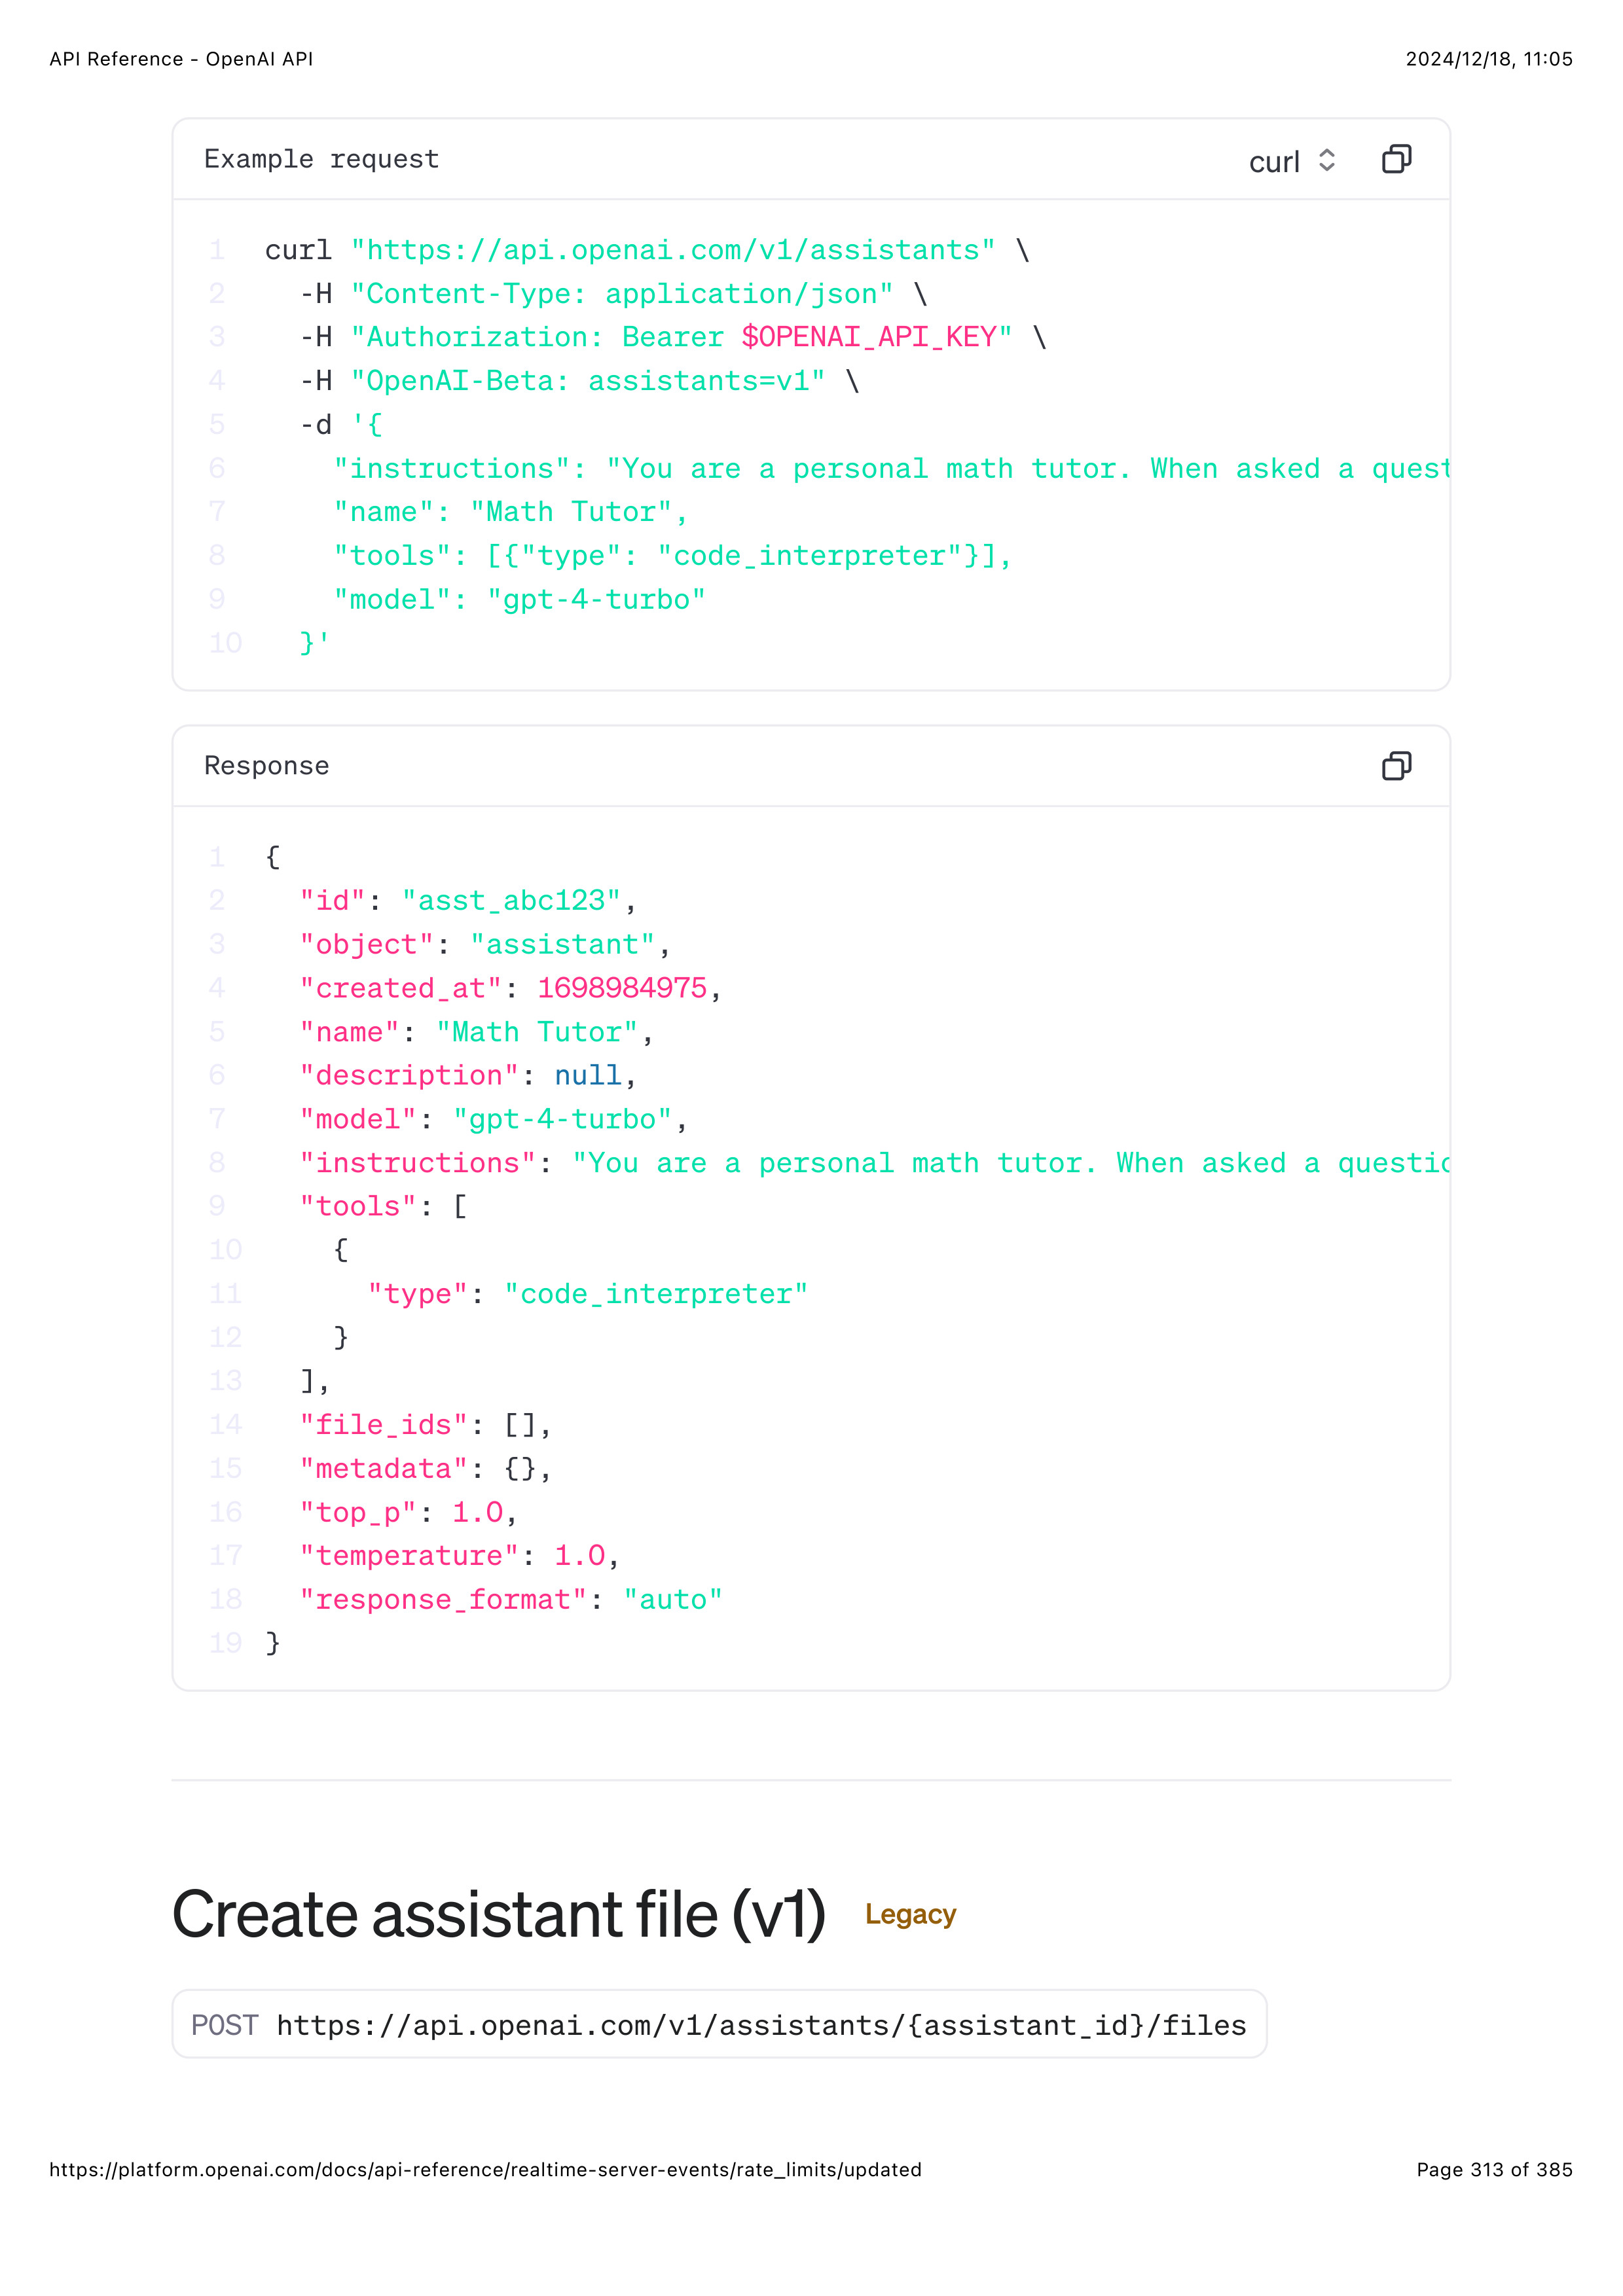 API Reference - OpenAI API
2024/12/18, 11:05
Example request
curl
1 curl "https://api.openai.com/v1/assistants" \
2   -H "Content-Type: application/json" \
3   -H "Authorization: Bearer $OPENAI_API_KEY" \
4   -H "OpenAI-Beta: assistants=v1" \
5   -d '{
6     "instructions": "You are a personal math tutor. When asked a quest
7     "name": "Math Tutor",
8     "tools": [{"type": "code_interpreter"}],
9     "model": "gpt-4-turbo"
10   }'
Response
1 {
2   "id": "asst_abc123",
3   "object": "assistant",
4   "created_at": 1698984975,
5   "name": "Math Tutor",
6   "description": null,
7   "model": "gpt-4-turbo",
8   "instructions": "You are a personal math tutor. When asked a questio
9   "tools": [
10     {
11       "type": "code_interpreter"
12     }
13   ],
14   "file_ids": [],
15   "metadata": {},
16   "top_p": 1.0,
17   "temperature": 1.0,
18   "response_format": "auto"
19 }
Create assistant file (v1) Legacy
POST https://api.openai.com/v1/assistants/{assistant_id}/files
https://platform.openai.com/docs/api-reference/realtime-server-events/rate_limits/updated
Page 313 of 385